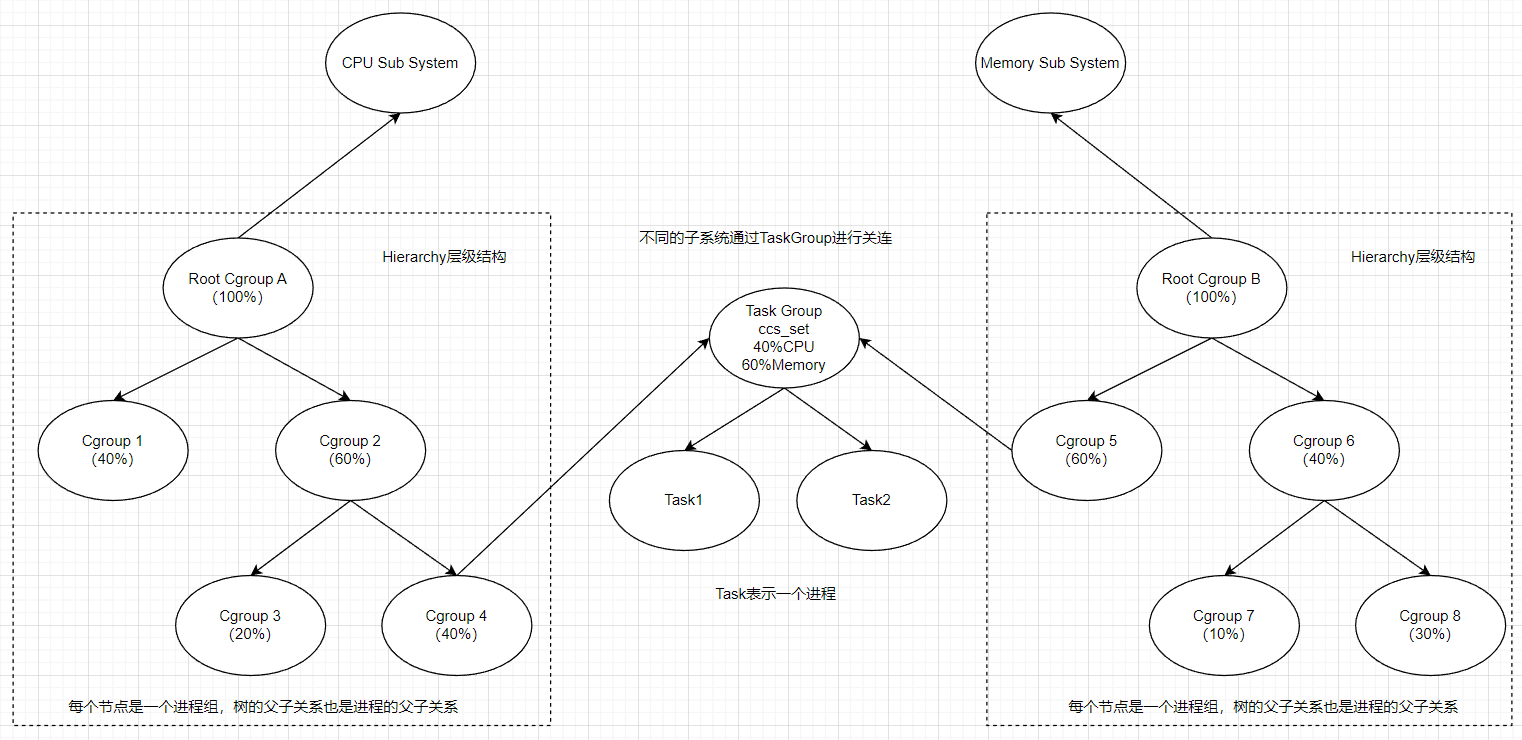 CPU Sub System
Memory Sub System
不同的子系统通过TaskGroup进行关连
Hierarchy层级结构
Root Cgroup A
（100%）
Cgroup 1
（40%）
Cgroup 2
（60%）
Cgroup 3
（20%）
Cgroup 4
（40%）
每个节点是一个进程组，树的父子关系也是进程的父子关系
Task Group
ccs_set
40%CPU
60%Memory
Task1
Task2
Task表示一个进程
Hierarchy层级结构
Root Cgroup B
（100%）
Cgroup 5
（60%）
Cgroup 6
（40%）
Cgroup 7
（10%）
Cgroup 8
（30%）
每个节点是一个进程组，树的父子关系也是进程的父子关系